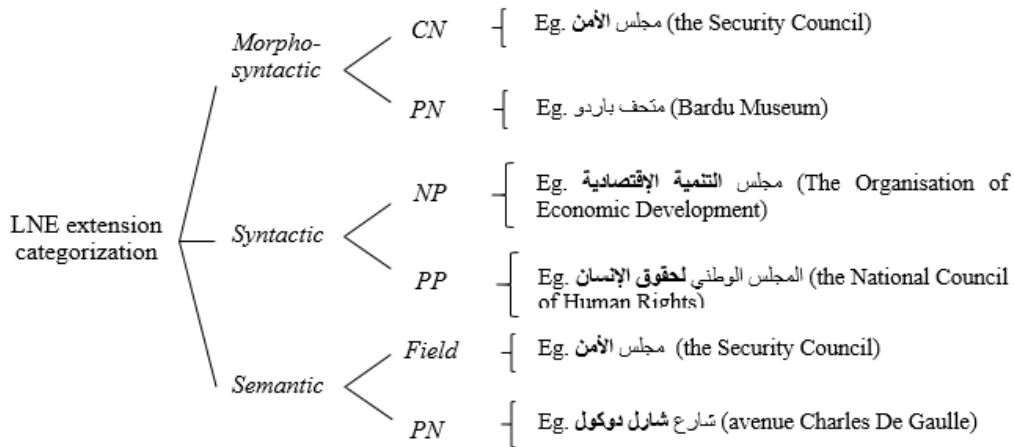 Morpho-
syntactic
CN
Eg. مجلس الأمن (the Security Council)
PN
Eg. متحف باردو (Bardu Museum)
LNE extension
categorization
Syntactic
NP
Eg. مجلس التنمية الإقتصادية (The Organisation of
Economic Development)
PP
Eg. المجلس الوطني لحقوق الإنسان (the National Council
of Human Rights)
Semantic
Field
Eg. مجلس الأمن (the Security Council)
PN
Eg. شارع شارل دوكول (avenue Charles De Gaulle)